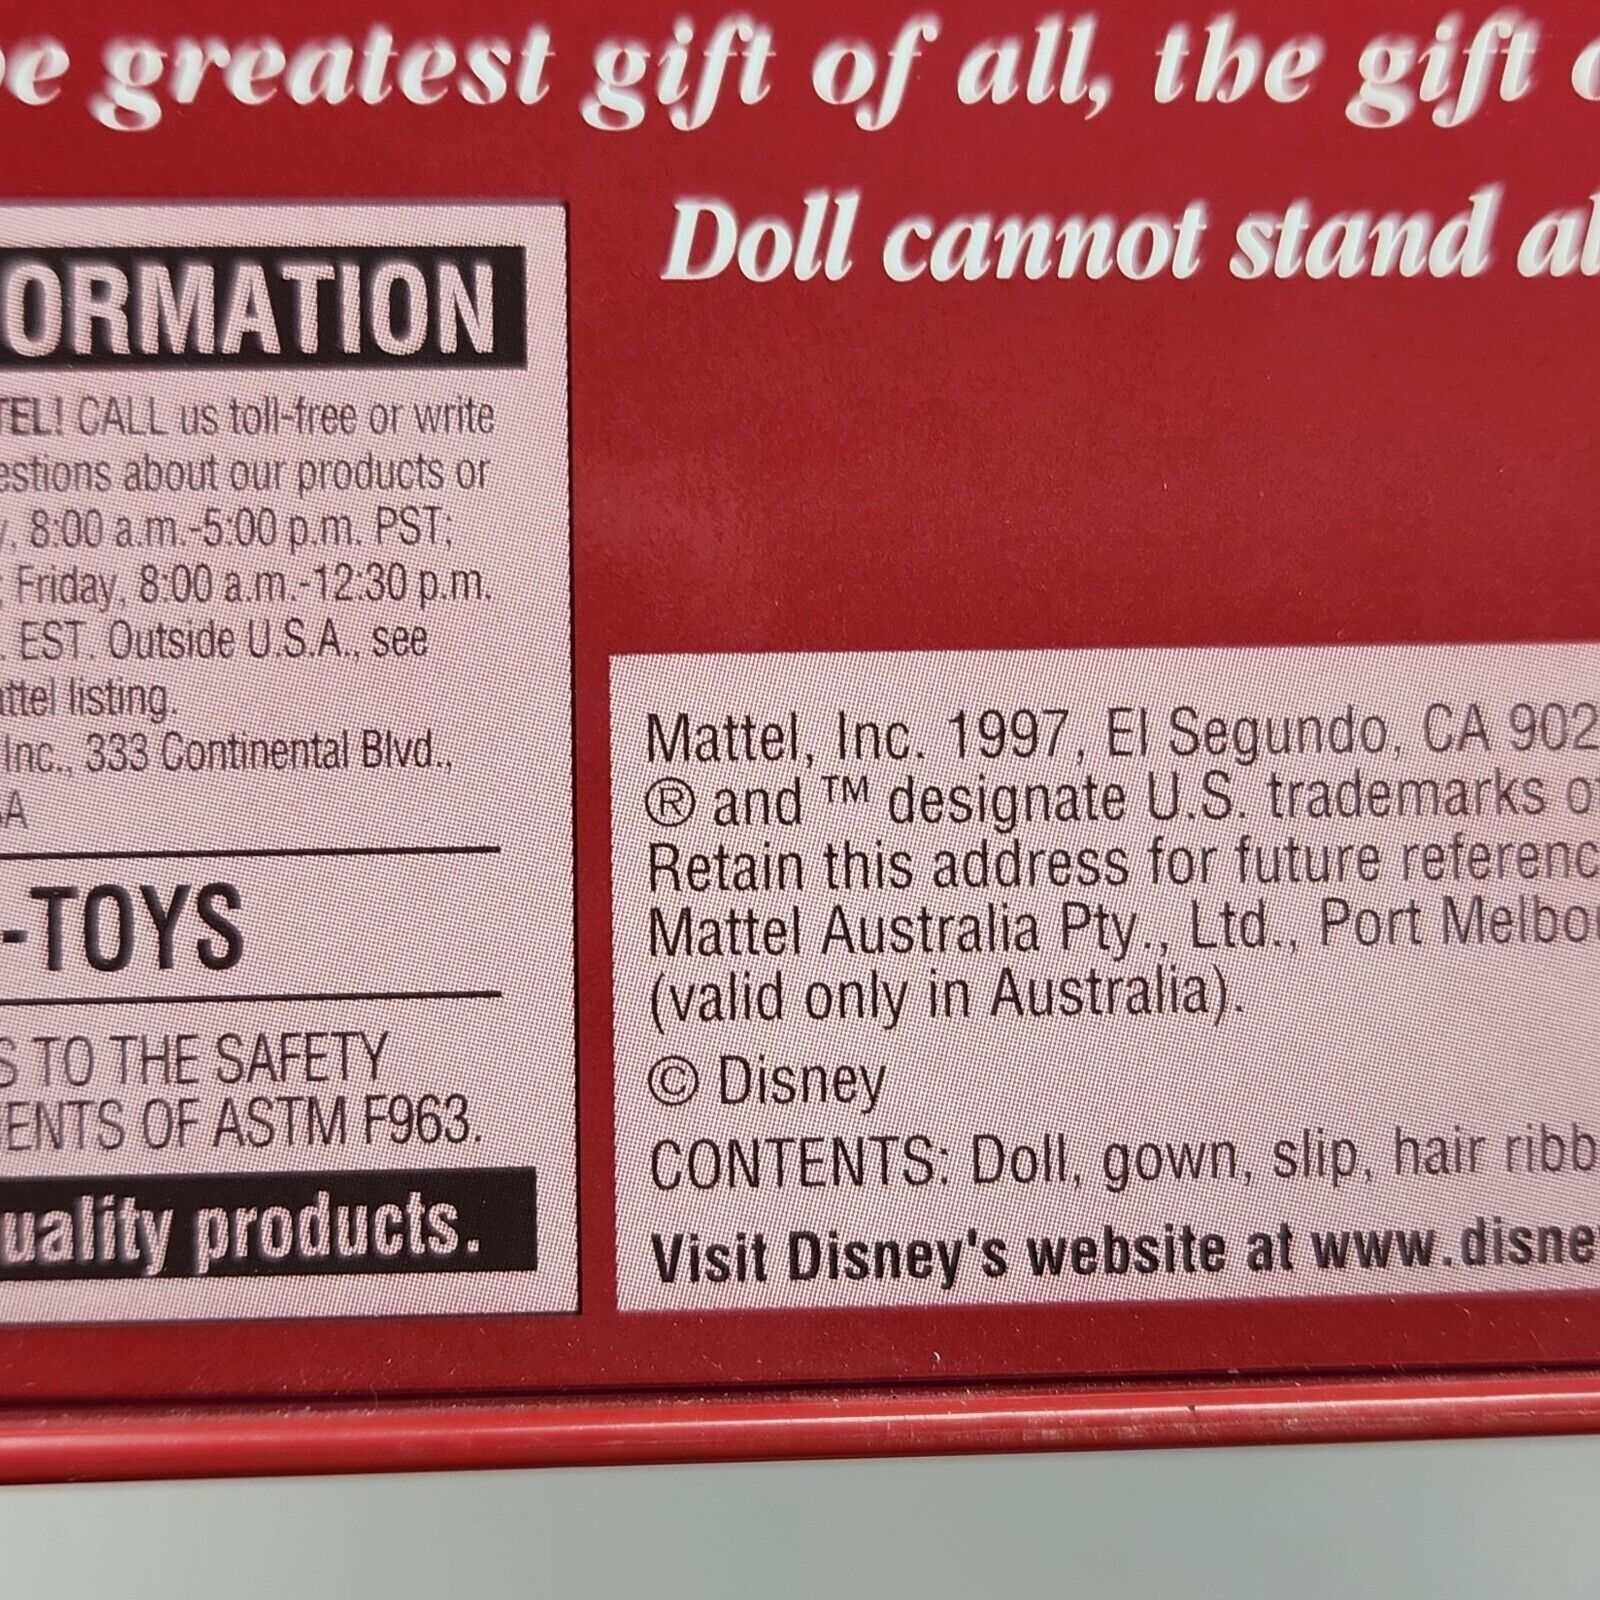 greatest gift of all, the gift
Doll cannot stand
ORMATION
TEL! CALL us toll-free or write
estions about our products or
8:00 a.m.-5:00 p.m. PST;
Friday, 8:00 a.m.-12:30 p.m.
EST. Outside U.S.A., see
ttel listing.
Inc., 333 Continental Blvd.,
-TOYS
S TO THE SAFETY
ENTS OF ASTM F963.
uality products.
Mattel, Inc. 1997, El Segundo, CA 902
® and ™ designate U.S. trademarks
Retain this address for future referenc
Mattel Australia Pty., Ltd., Port Melbo
(valid only in Australia).
© Disney
CONTENTS: Doll, gown, slip, hair ribb
Visit Disney's website at www.disne